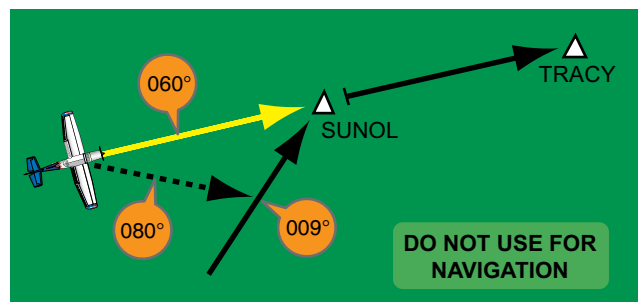 060°
TRACY
SUNOL
080°
009°
DO NOT USE FOR
NAVIGATION